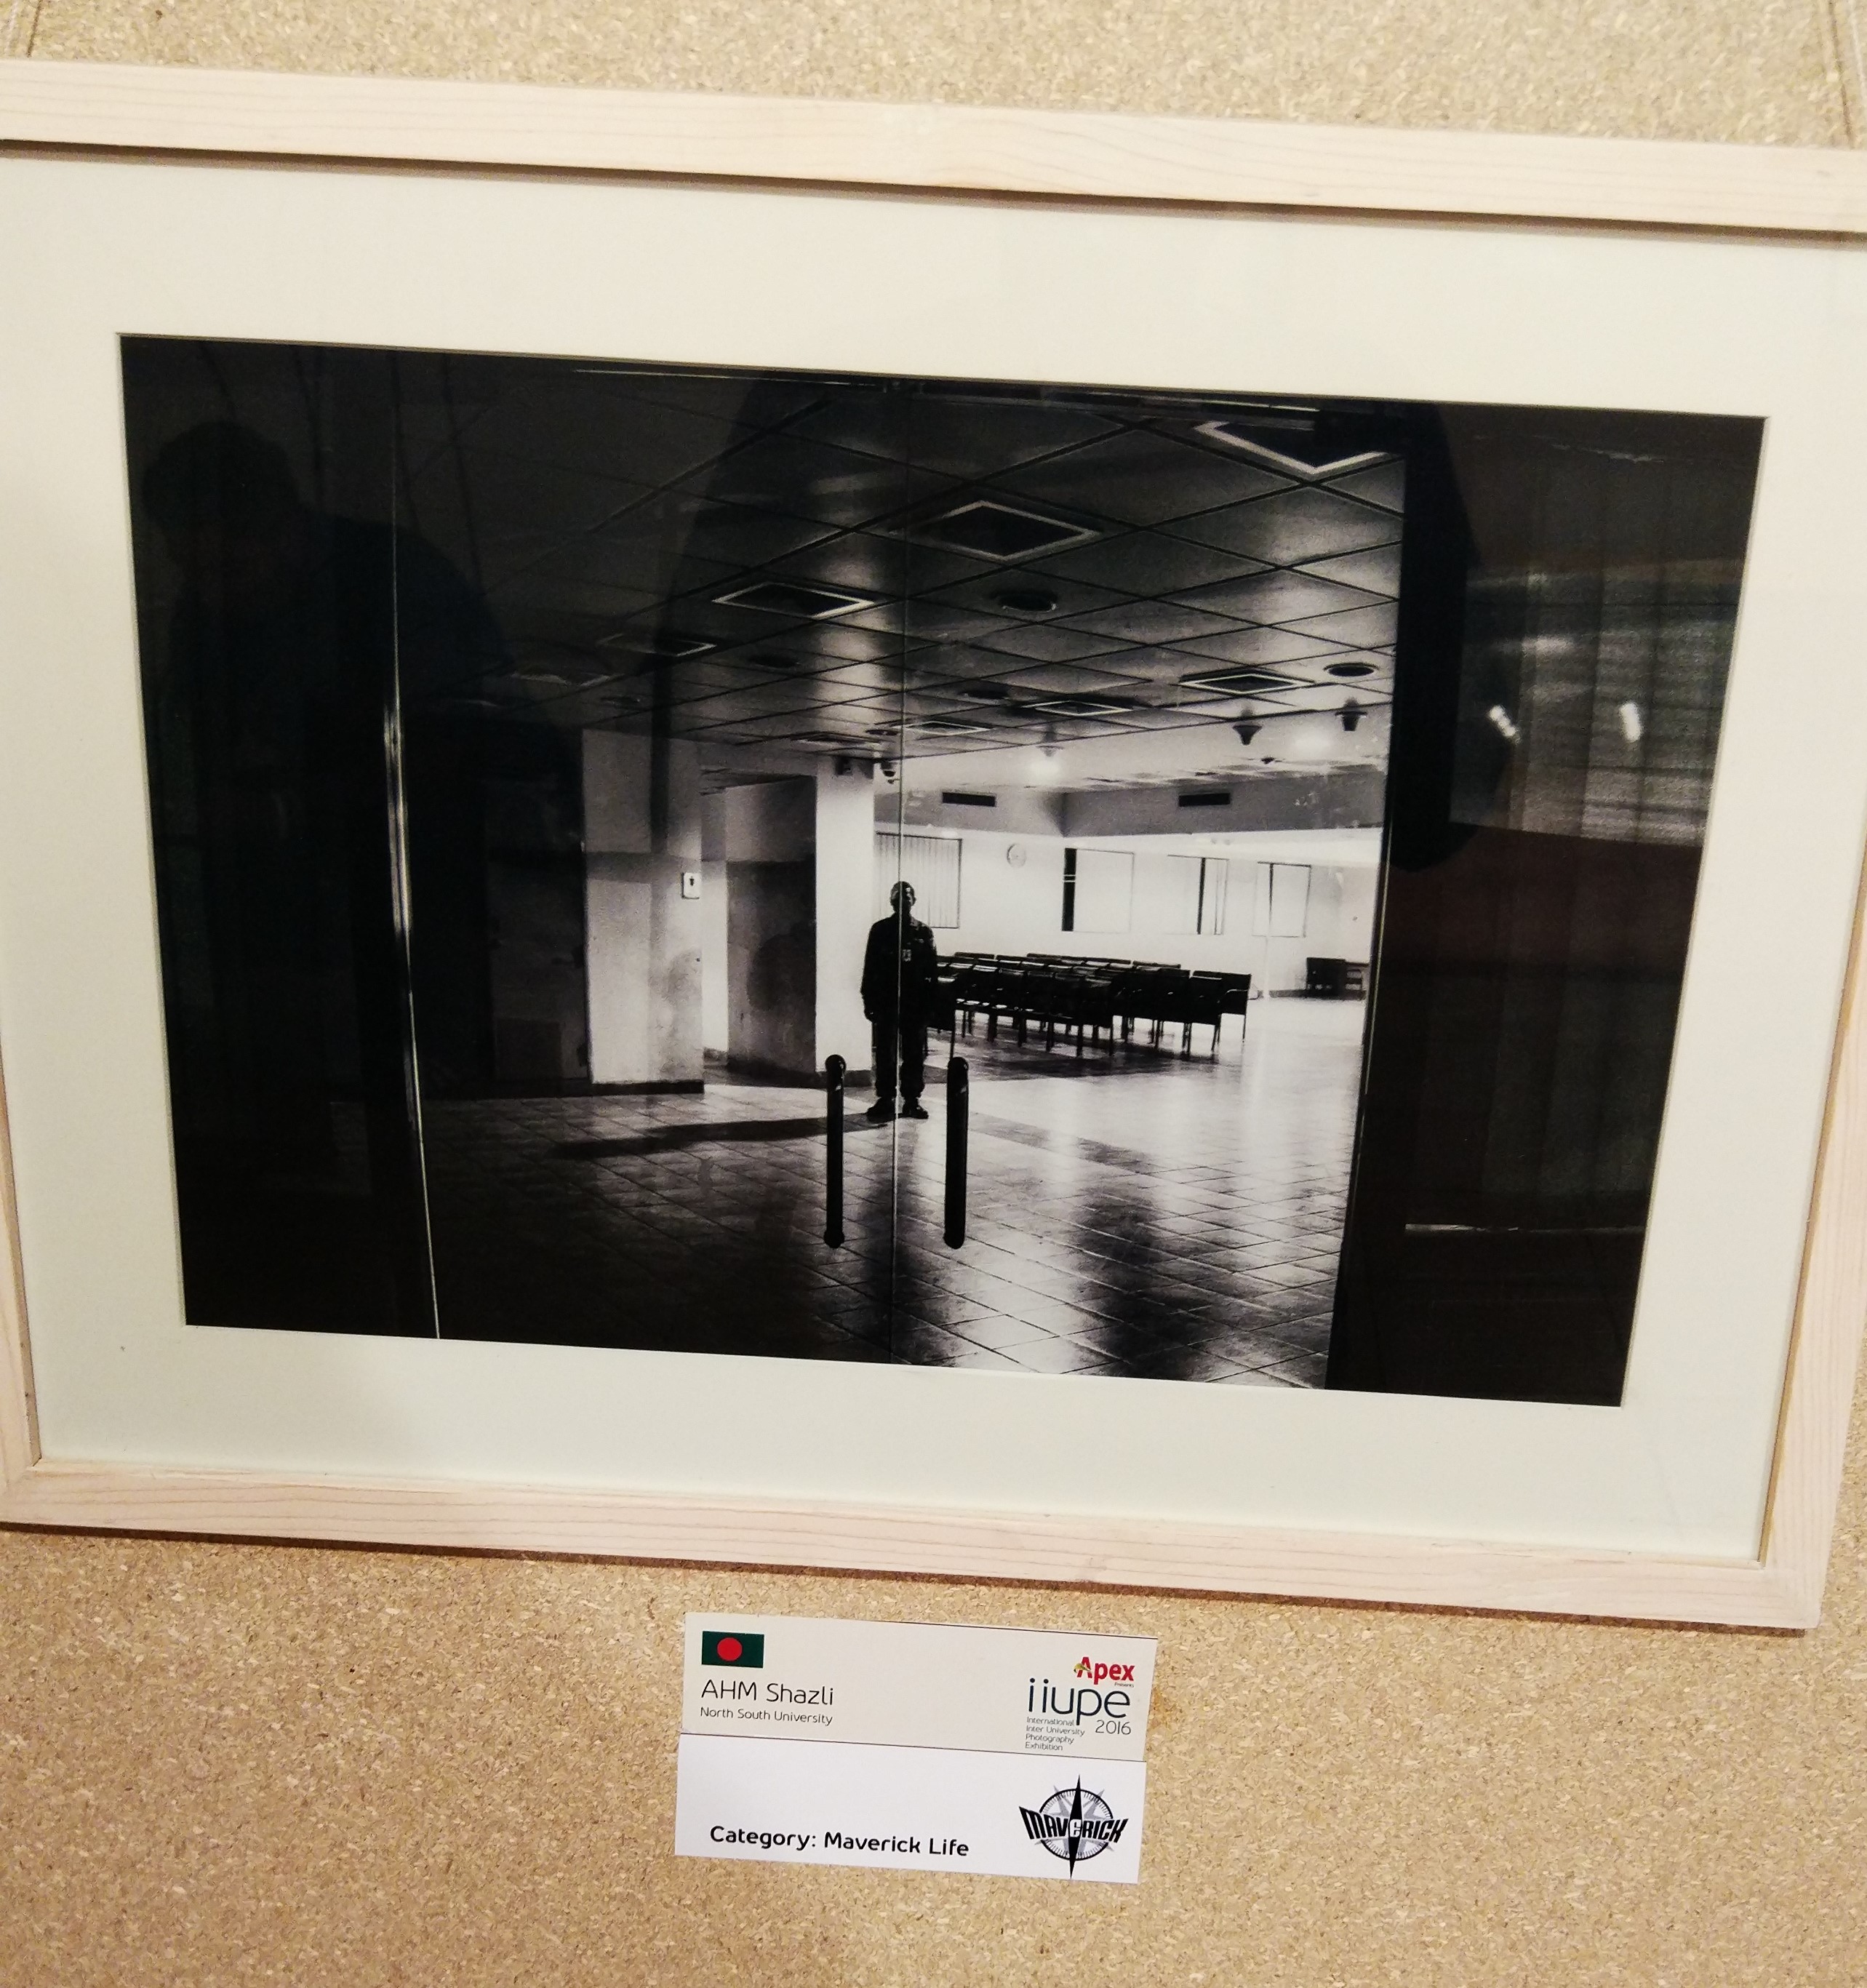 AHM Shazli
North South University
Apex
Presents
iiupe
2016
International
Inter University
Photography
Exhibition
Category: Maverick Life
MAVERICK